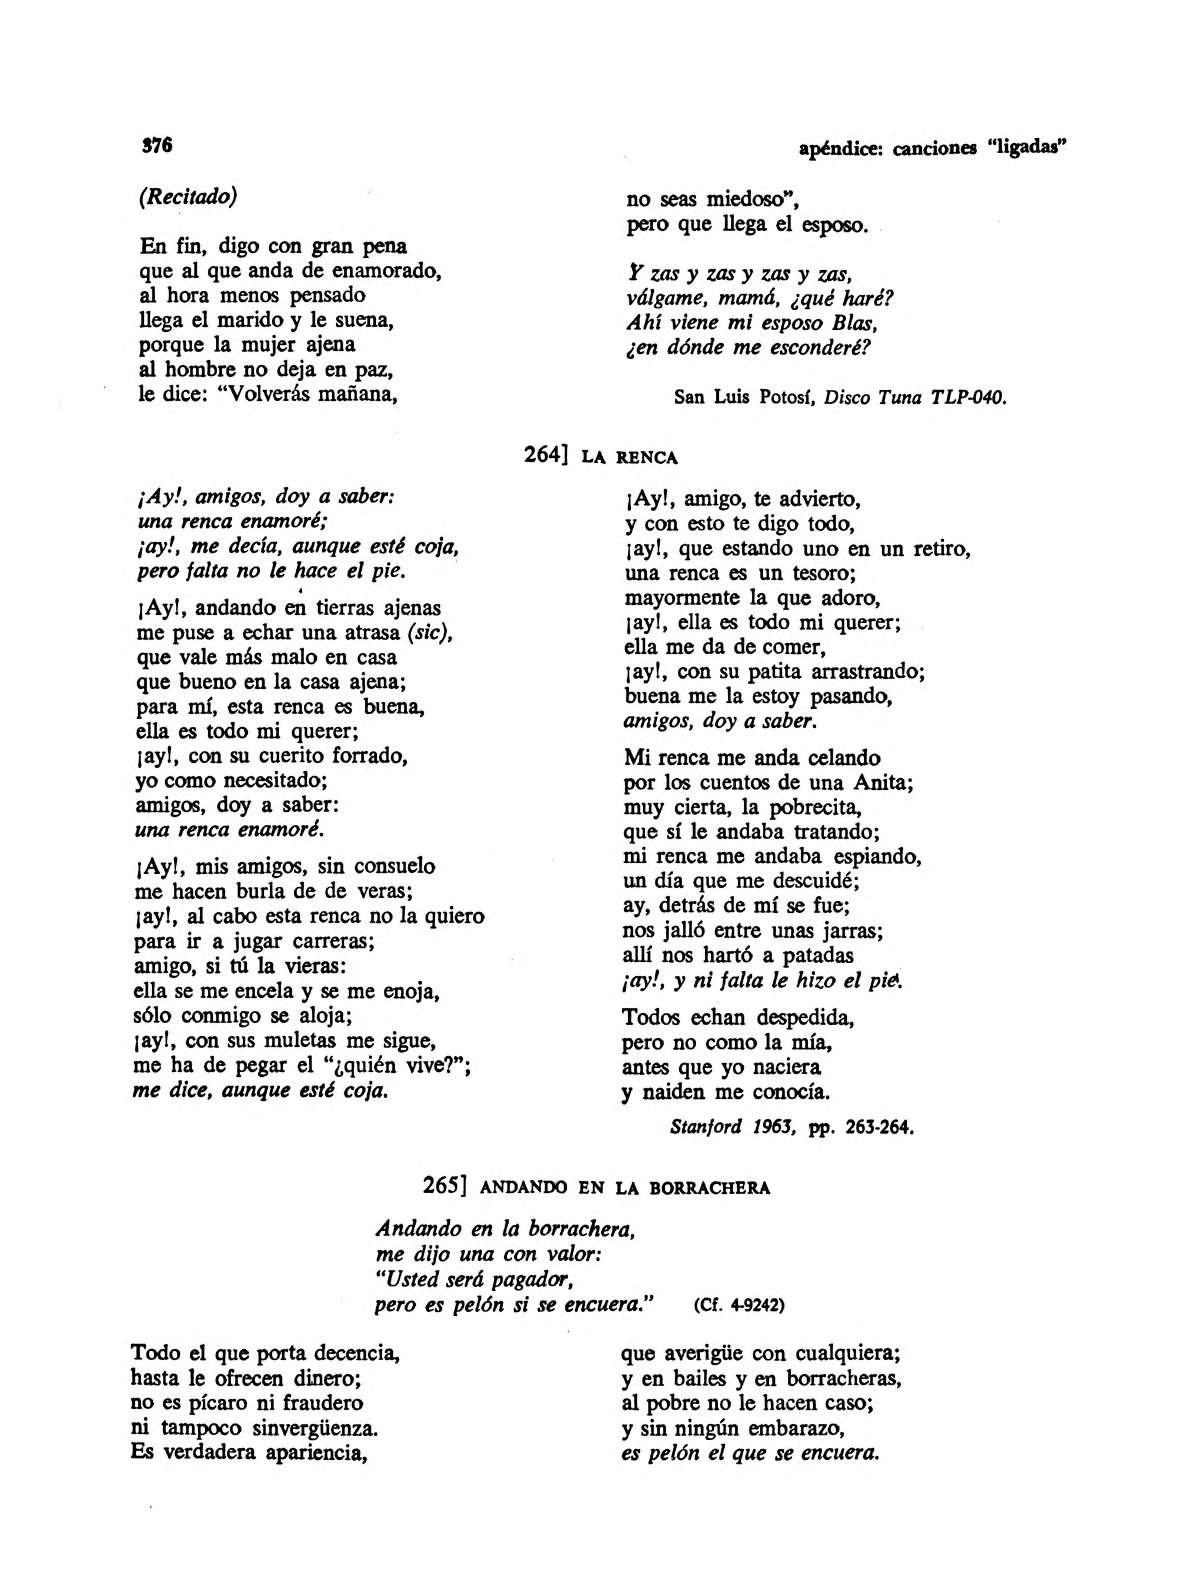 376
apéndice: canciones “ligadas”
(Recitado)
En fin, digo con gran pena
que al que anda de enamorado,
al hora menos pensado
llega el marido y le suena,
porque la mujer ajena
al hombre no deja en paz,
le dice: “Volverás mañana,
no seas miedoso”,
pero que llega el esposo.
Y zas y zas y zas y zas,
válgame, mamá, ¿qué haré?
Ahí viene mi esposo Blas,
¿en dónde me esconderé?
San Luis Potosí, Disco Tuna TLP-040.
264] LA RENCA
¡Ay!, amigos, doy a saber:
una renca enamoré;
¡ay!, me decía, aunque esté coja,
pero falta no le hace el pie.
¡Ay!, andando en tierras ajenas
me puse a echar una atrasa (sic),
que vale más malo en casa
que bueno en la casa ajena;
para mí, esta renca es buena,
ella es todo mi querer;
¡ay!, con su cuerito forrado,
yo como necesitado;
amigos, doy a saber:
una renca enamoré.
¡Ay!, mis amigos, sin consuelo
me hacen burla de de veras;
¡ay!, al cabo esta renca no la quiero
para ir a jugar carreras;
amigo, si tú la vieras:
ella se me encela y se me enoja,
sólo conmigo se aloja;
¡ay!, con sus muletas me sigue,
me ha de pegar el “¿quién vive?”;
me dice, aunque esté coja.
¡Ay!, amigo, te advierto,
y con esto te digo todo,
¡ay!, que estando uno en un retiro,
una renca es un tesoro;
mayormente la que adoro,
¡ay!, ella es todo mi querer;
ella me da de comer,
¡ay!, con su patita arrastrando;
buena me la estoy pasando,
amigos, doy a saber.
Mi renca me anda celando
por los cuentos de una Anita;
muy cierta, la pobrecita,
que sí le andaba tratando;
mi renca me andaba espiando,
un día que me descuidé;
ay, detrás de mí se fue;
nos jalló entre unas jarras;
allí nos hartó a patadas
¡ay!, y ni falta le hizo el pie.
Todos echan despedida,
pero no como la mía,
antes que yo naciera
y naiden me conocía.
Stanford 1963, pp. 263-264.
265] ANDANDO EN LA BORRACHERA
Andando en la borrachera,
me dijo una con valor:
“Usted será pagador,
pero es pelón si se encuera.” (Cf. 4-9242)
Todo el que porta decencia,
hasta le ofrecen dinero;
no es pícaro ni fraudero
ni tampoco sinvergüenza.
Es verdadera apariencia,
que averigüe con cualquiera;
y en bailes y en borracheras,
al pobre no le hacen caso;
y sin ningún embarazo,
es pelón el que se encuera.